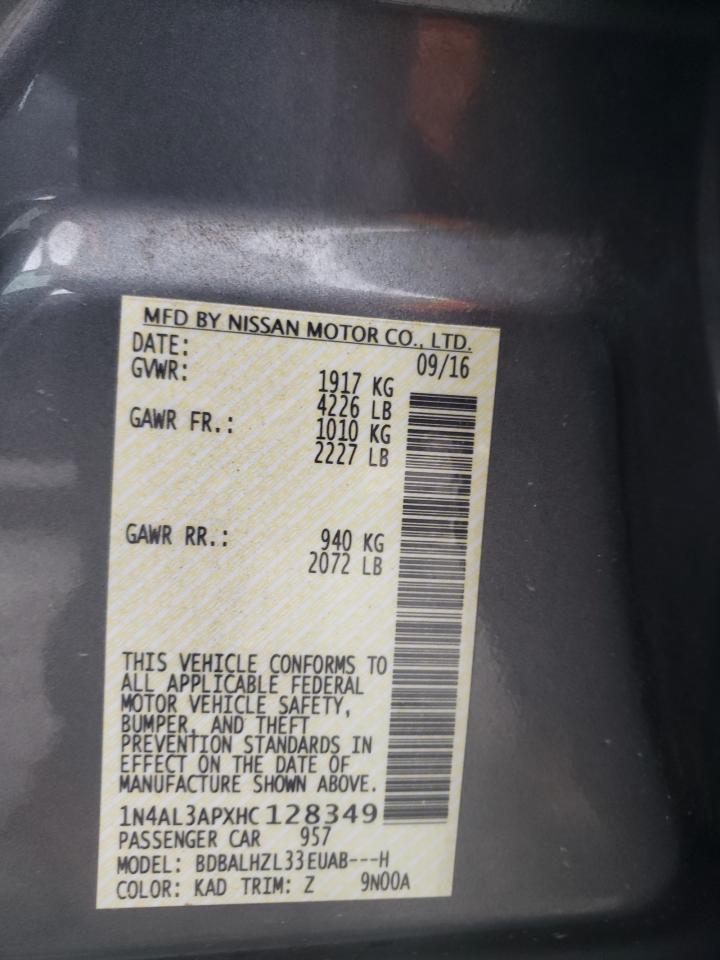 MFD BY NISSAN MOTOR CO., LTD.
DATE: 09/16
GVWR: 1917 KG
4226 LB
GAWR FR.: 1010 KG
2227 LB
GAWR RR.: 940 KG
2072 LB
THIS VEHICLE CONFORMS TO
ALL APPLICABLE FEDERAL
MOTOR VEHICLE SAFETY,
BUMPER, AND THEFT
PREVENTION STANDARDS IN
EFFECT ON THE DATE OF
MANUFACTURE SHOWN ABOVE.
1N4AL3APXHC128349
PASSENGER CAR 957
MODEL: BDBALHZL33EUAB---H
COLOR: KAD TRIM: Z 9N00A